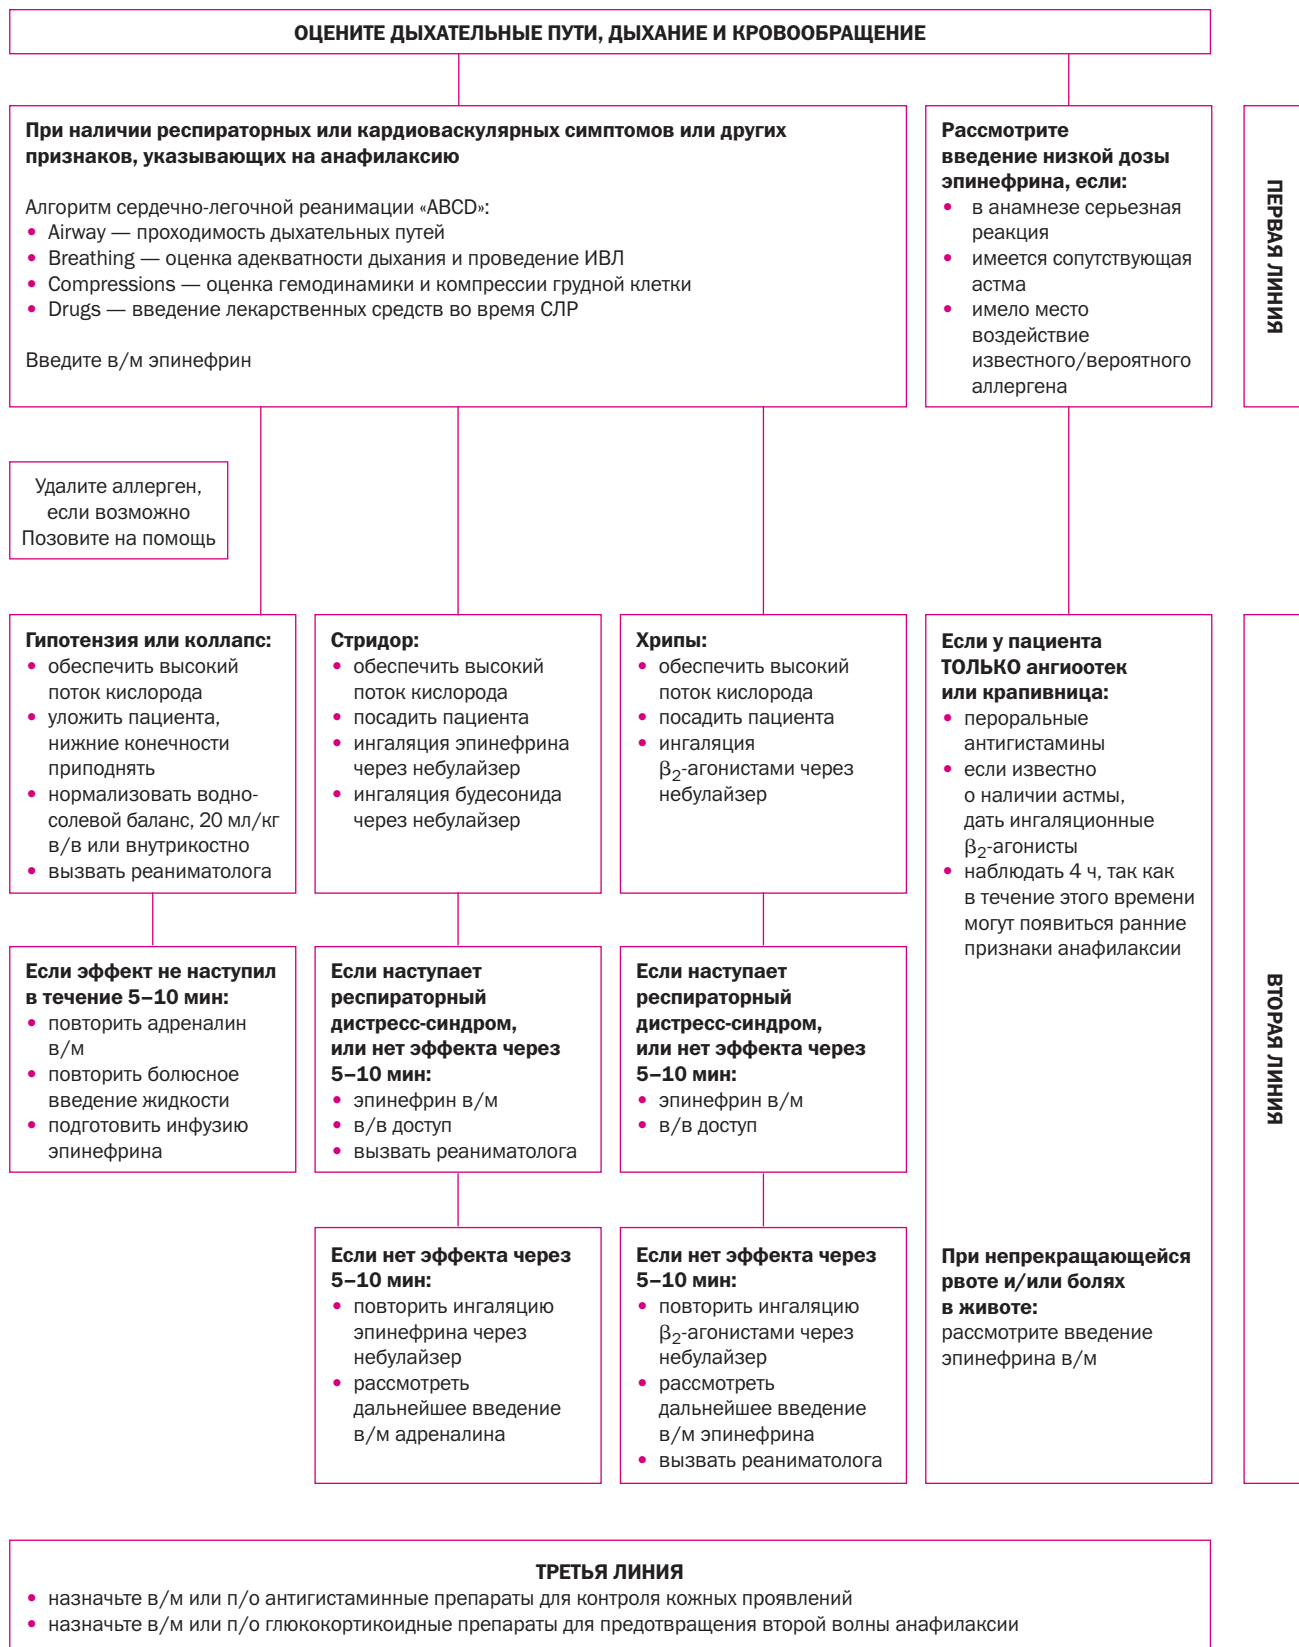 ОЦЕНИТЕ ДЫХАТЕЛЬНЫЕ ПУТИ, ДЫХАНИЕ И КРОВООБРАЩЕНИЕ
При наличии респираторных или кардиоваскулярных симптомов или других
признаков, указывающих на анафилаксию
Алгоритм сердечно-легочной реанимации «ABCD»:
• Airway — проходимость дыхательных путей
• Breathing — оценка адекватности дыхания и проведение ИВЛ
• Compressions — оценка гемодинамики и компрессии грудной клетки
• Drugs — введение лекарственных средств во время СЛР
Введите в/м эпинефрин
Рассмотрите
введение низкой дозы
эпинефрина, если:
• в анамнезе серьезная
реакция
• имеется сопутствующая
астма
• имело место
воздействие
известного/вероятного
аллергена
ПЕРВАЯ ЛИНИЯ
Удалите аллерген,
если возможно
Позовите на помощь
Гипотензия или коллапс:
• обеспечить высокий
поток кислорода
• уложить пациента,
нижние конечности
приподнять
• нормализовать водно-
солевой баланс, 20 мл/кг
в/в или внутрикостно
• вызвать реаниматолога
Стридор:
• обеспечить высокий
поток кислорода
• посадить пациента
• ингаляция эпинефрина
через небулайзер
• ингаляция будесонида
через небулайзер
Хрипы:
• обеспечить высокий
поток кислорода
• посадить пациента
• ингаляция
β₂-агонистами через
небулайзер
Если у пациента
ТОЛЬКО ангиоотек
или крапивница:
• пероральные
антигистамины
• если известно
о наличии астмы,
дать ингаляционные
β₂-агонисты
• наблюдать 4 ч, так как
в течение этого времени
могут появиться ранние
признаки анафилаксии
ВТОРАЯ ЛИНИЯ
Если эффект не наступил
в течение 5–10 мин:
• повторить адреналин
в/м
• повторить болюсное
введение жидкости
• подготовить инфузию
эпинефрина
Если наступает
респираторный
дистресс-синдром,
или нет эффекта через
5–10 мин:
• эпинефрин в/м
• в/в доступ
• вызвать реаниматолога
Если наступает
респираторный
дистресс-синдром,
или нет эффекта через
5–10 мин:
• эпинефрин в/м
• в/в доступ
Если нет эффекта через
5–10 мин:
• повторить ингаляцию
эпинефрина через
небулайзер
• рассмотреть
дальнейшее введение
в/м адреналина
Если нет эффекта через
5–10 мин:
• повторить ингаляцию
β₂-агонистами через
небулайзер
• рассмотреть
дальнейшее введение
в/м эпинефрина
• вызвать реаниматолога
При непрекращающейся
рвоте и/или болях
в животе:
рассмотрите введение
эпинефрина в/м
ТРЕТЬЯ ЛИНИЯ
• назначьте в/м или п/о антигистаминные препараты для контроля кожных проявлений
• назначьте в/м или п/о глюкокортикоидные препараты для предотвращения второй волны анафилаксии